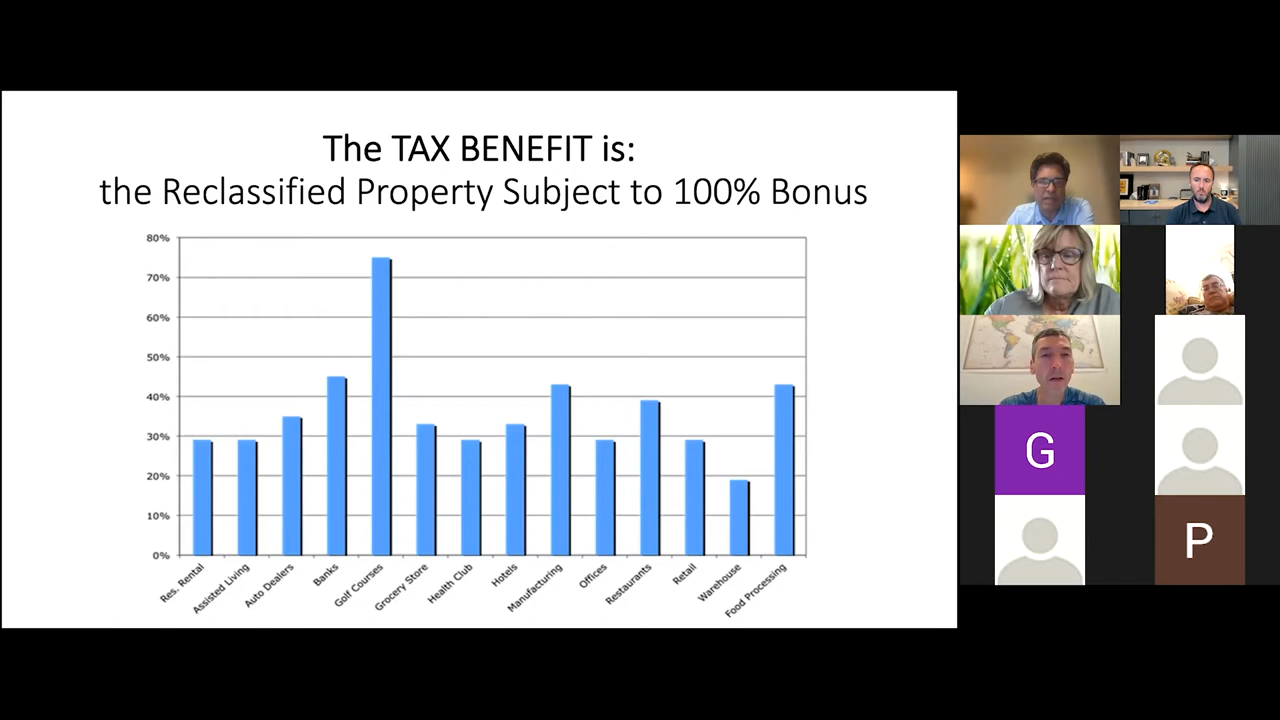 The TAX BENEFIT is:
the Reclassified Property Subject to 100% Bonus
80%
70%
60%
50%
40%
30%
20%
10%
0%
Res. Rental
Assisted Living
Auto Dealers
Banks
Golf Courses
Grocery Store
Health Club
Hotels
Manufacturing
Offices
Restaurants
Retail
Warehouse
Food Processing
G
P